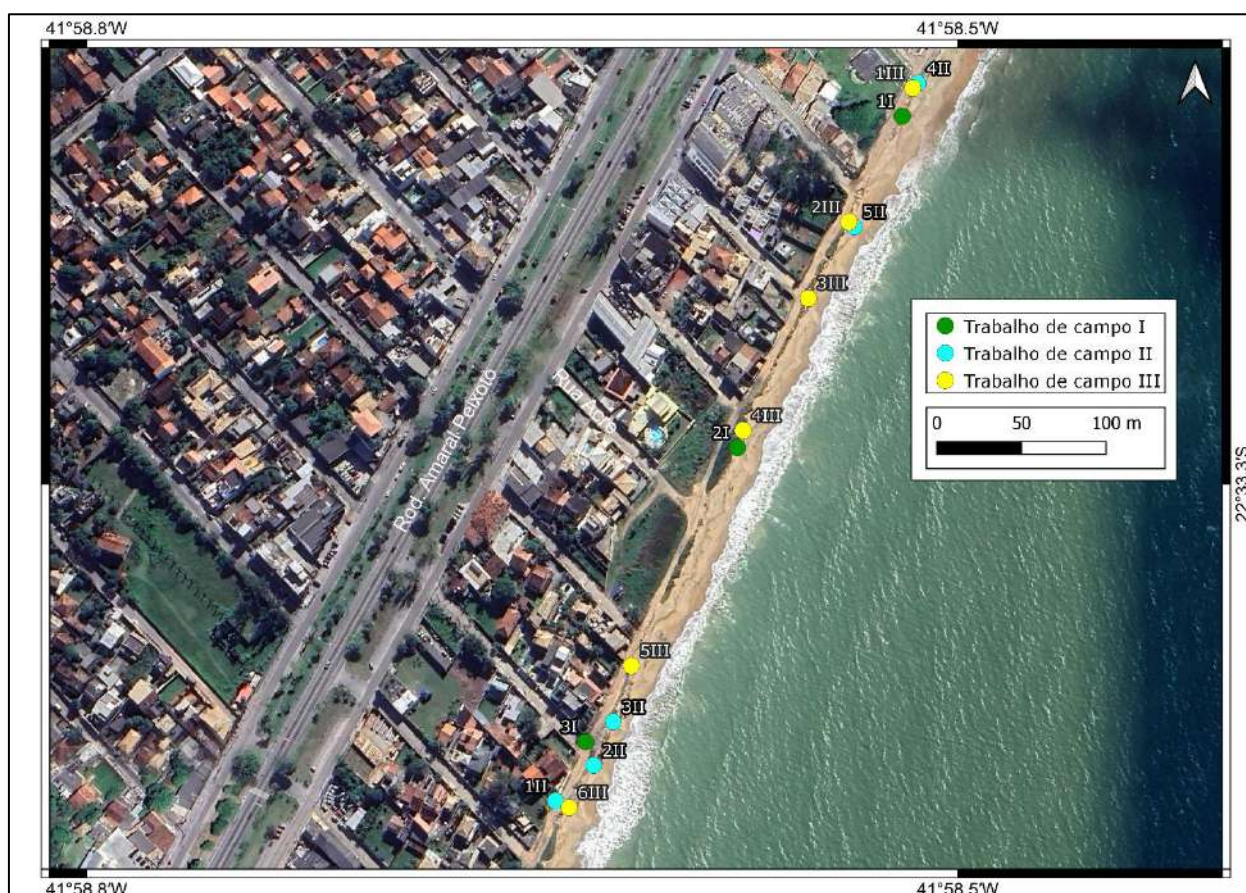 41°58.8'W
41°58.5'W
1III
4II
1I
2III
5II
3III
Trabalho de campo I
Trabalho de campo II
Trabalho de campo III
0
50
100 m
4III
2I
22°33.3'S
Rod. Amaral Peixoto
5III
3II
3I
2II
1II
6III
41°58.8'W
41°58.5'W